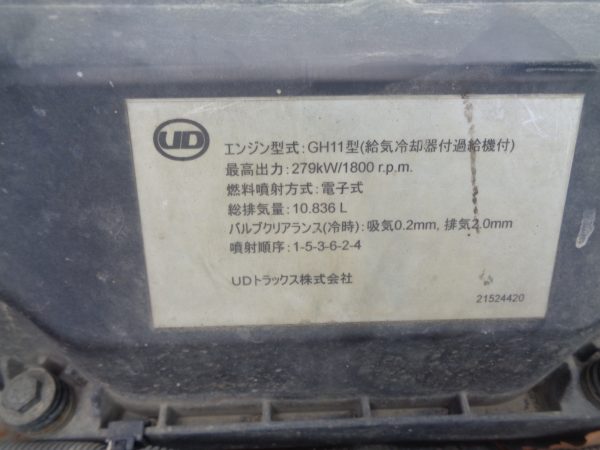 UD
エンジン型式:GH11型(給気冷却器付過給機付)
最高出力:279kW/1800 r.p.m.
燃料噴射方式:電子式
総排気量:10.836 L
バルブクリアランス(冷時):吸気0.2mm, 排気2.0mm
噴射順序:1-5-3-6-2-4
UDトラックス株式会社
21524420